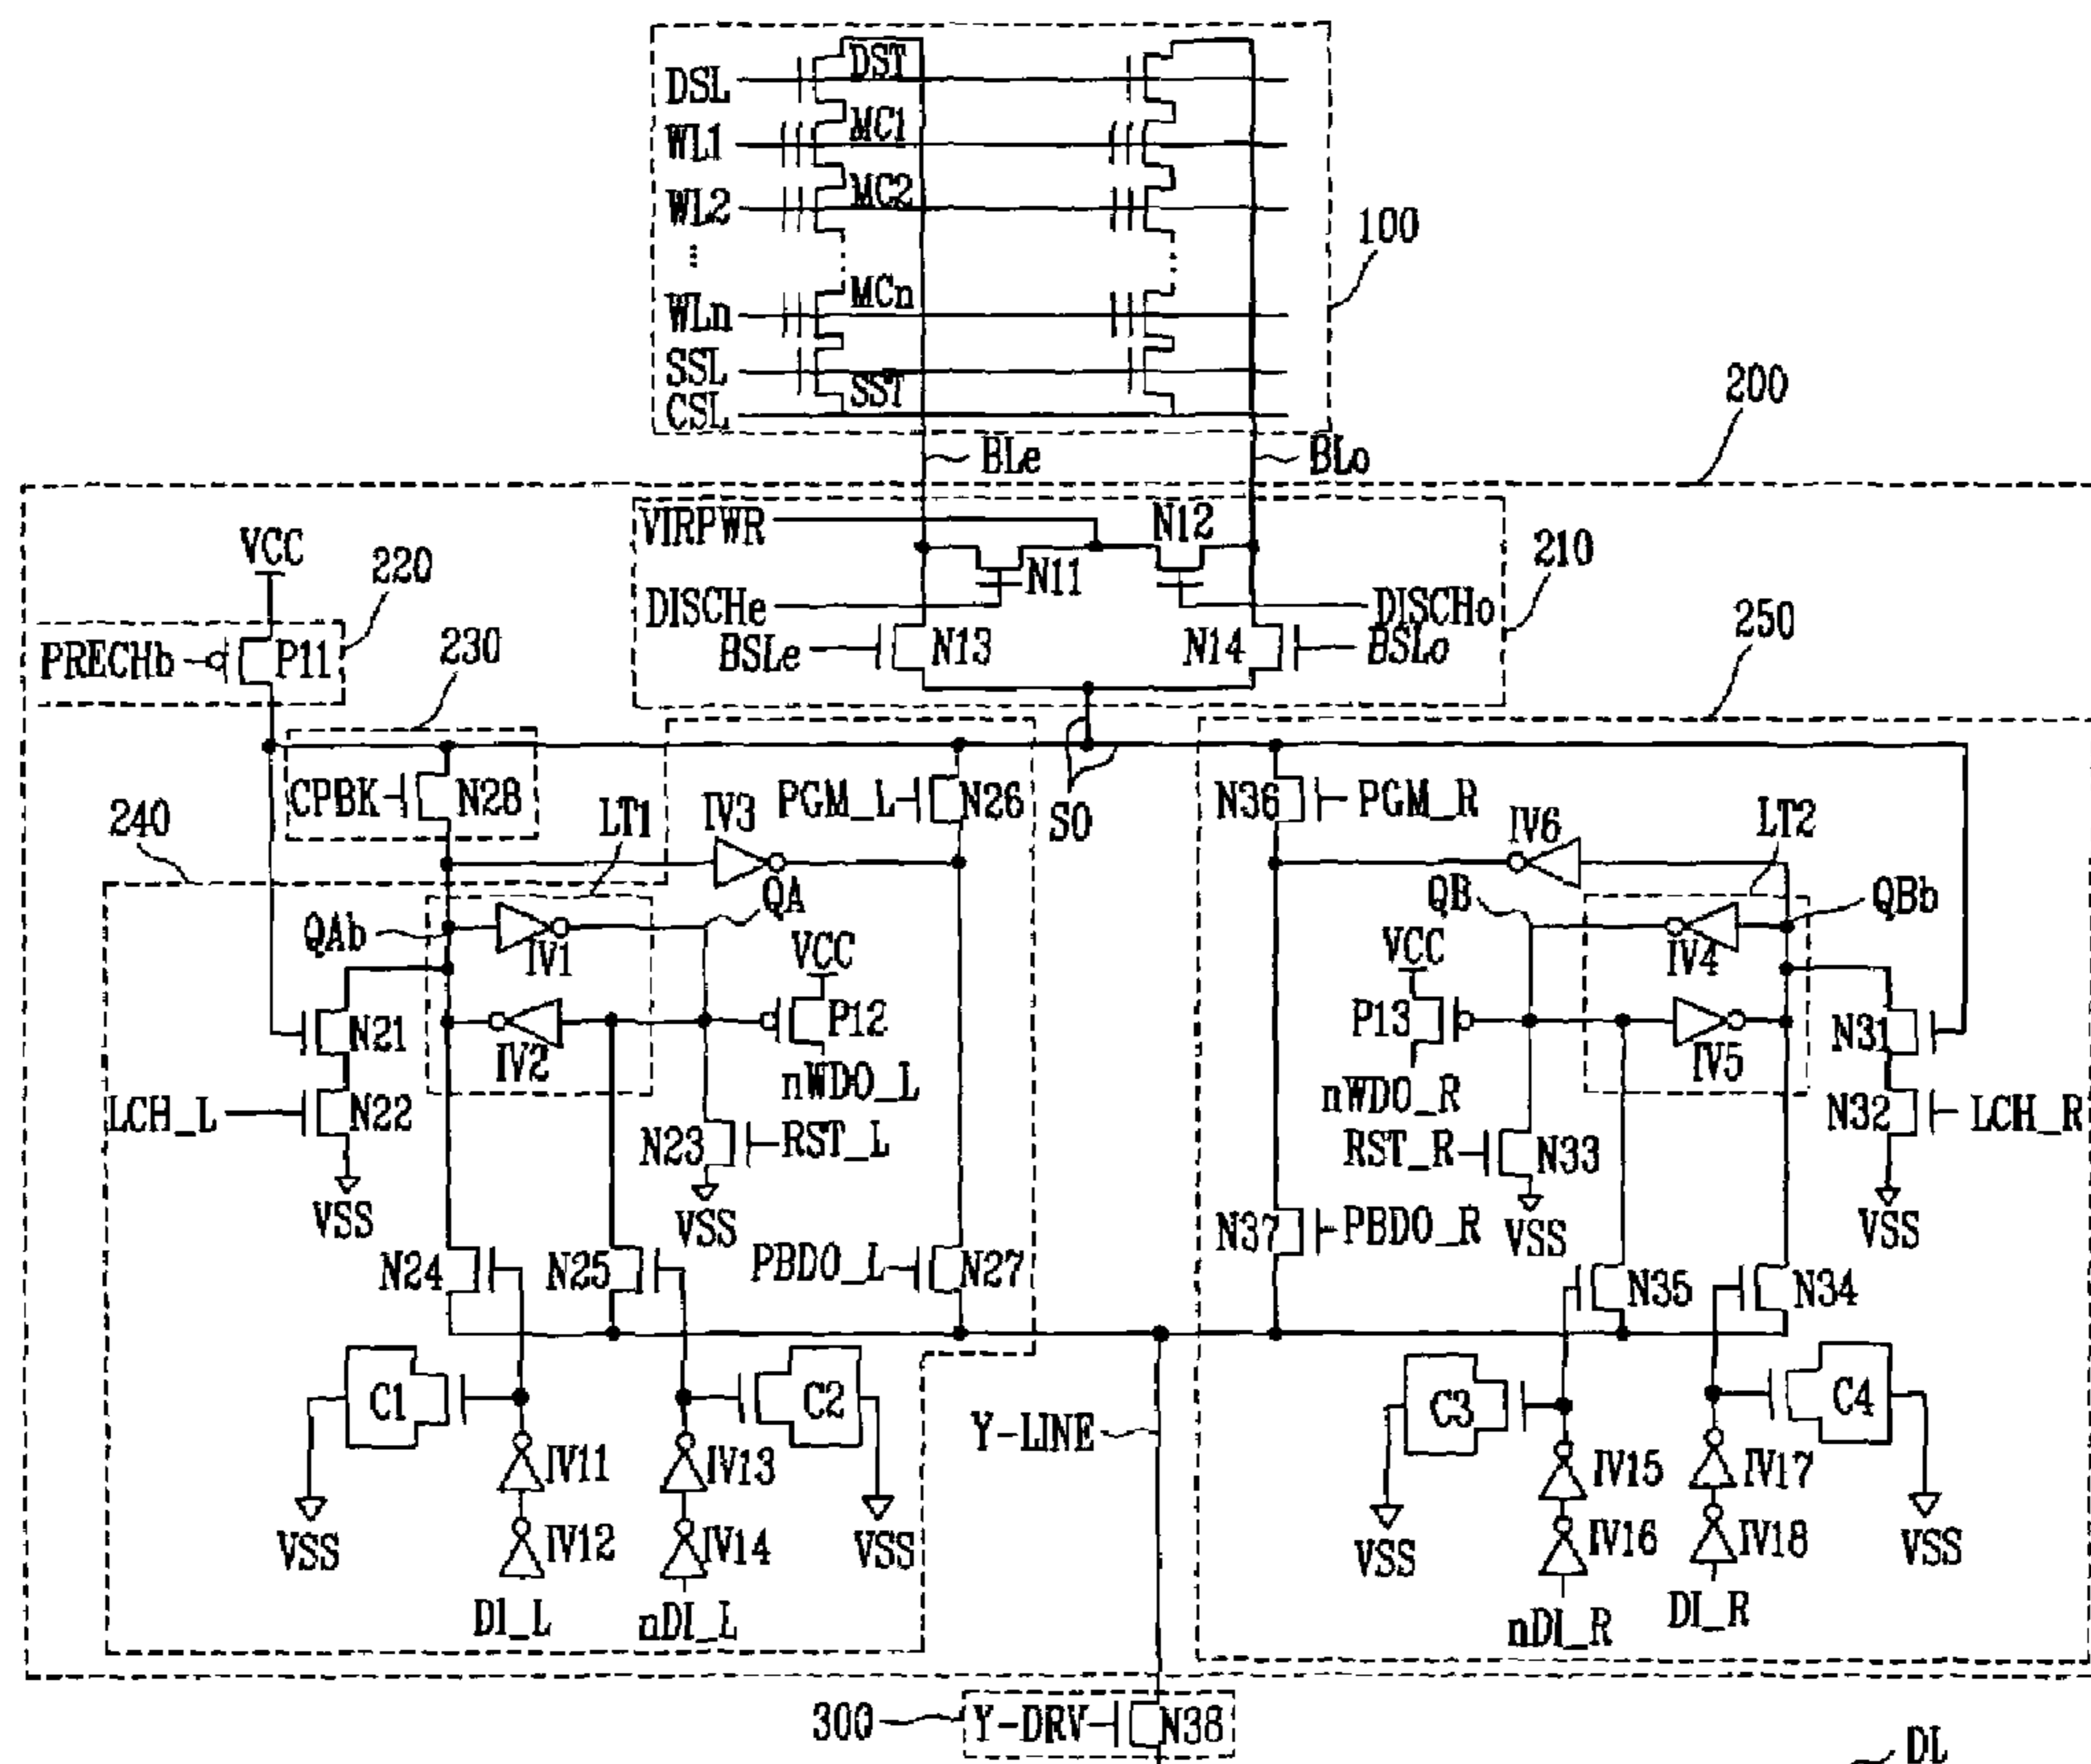 DSL
DST
WL1
MC1
WL2
MC2
⋮
WLn
MCn
SSL
SST
CSL
100
200
BLe
BLo
VIRPWR
N12
N11
210
DISCHe
DISCHo
BSLe
N13
N14
BSLo
VCC
220
PRECHb
P11
230
250
CPBK
N28
PGM_L
N26
SO
N36
PGM_R
240
LT1
IV3
IV6
LT2
QAb
IV1
QA
QB
IV4
QBb
VCC
VCC
N21
IV2
P12
P13
IV5
N31
nWDO_L
nWDO_R
LCH_L
N22
N23
RST_L
RST_R
N33
N32
LCH_R
VSS
VSS
VSS
VSS
N24
N25
PBDO_L
N27
N37
PBDO_R
N35
N34
C1
C2
Y-LINE
C3
C4
IV11
IV13
IV15
IV17
VSS
IV12
IV14
VSS
VSS
IV16
IV18
VSS
DI_L
nDI_L
nDI_R
DI_R
300
Y-DRV
N38
DL